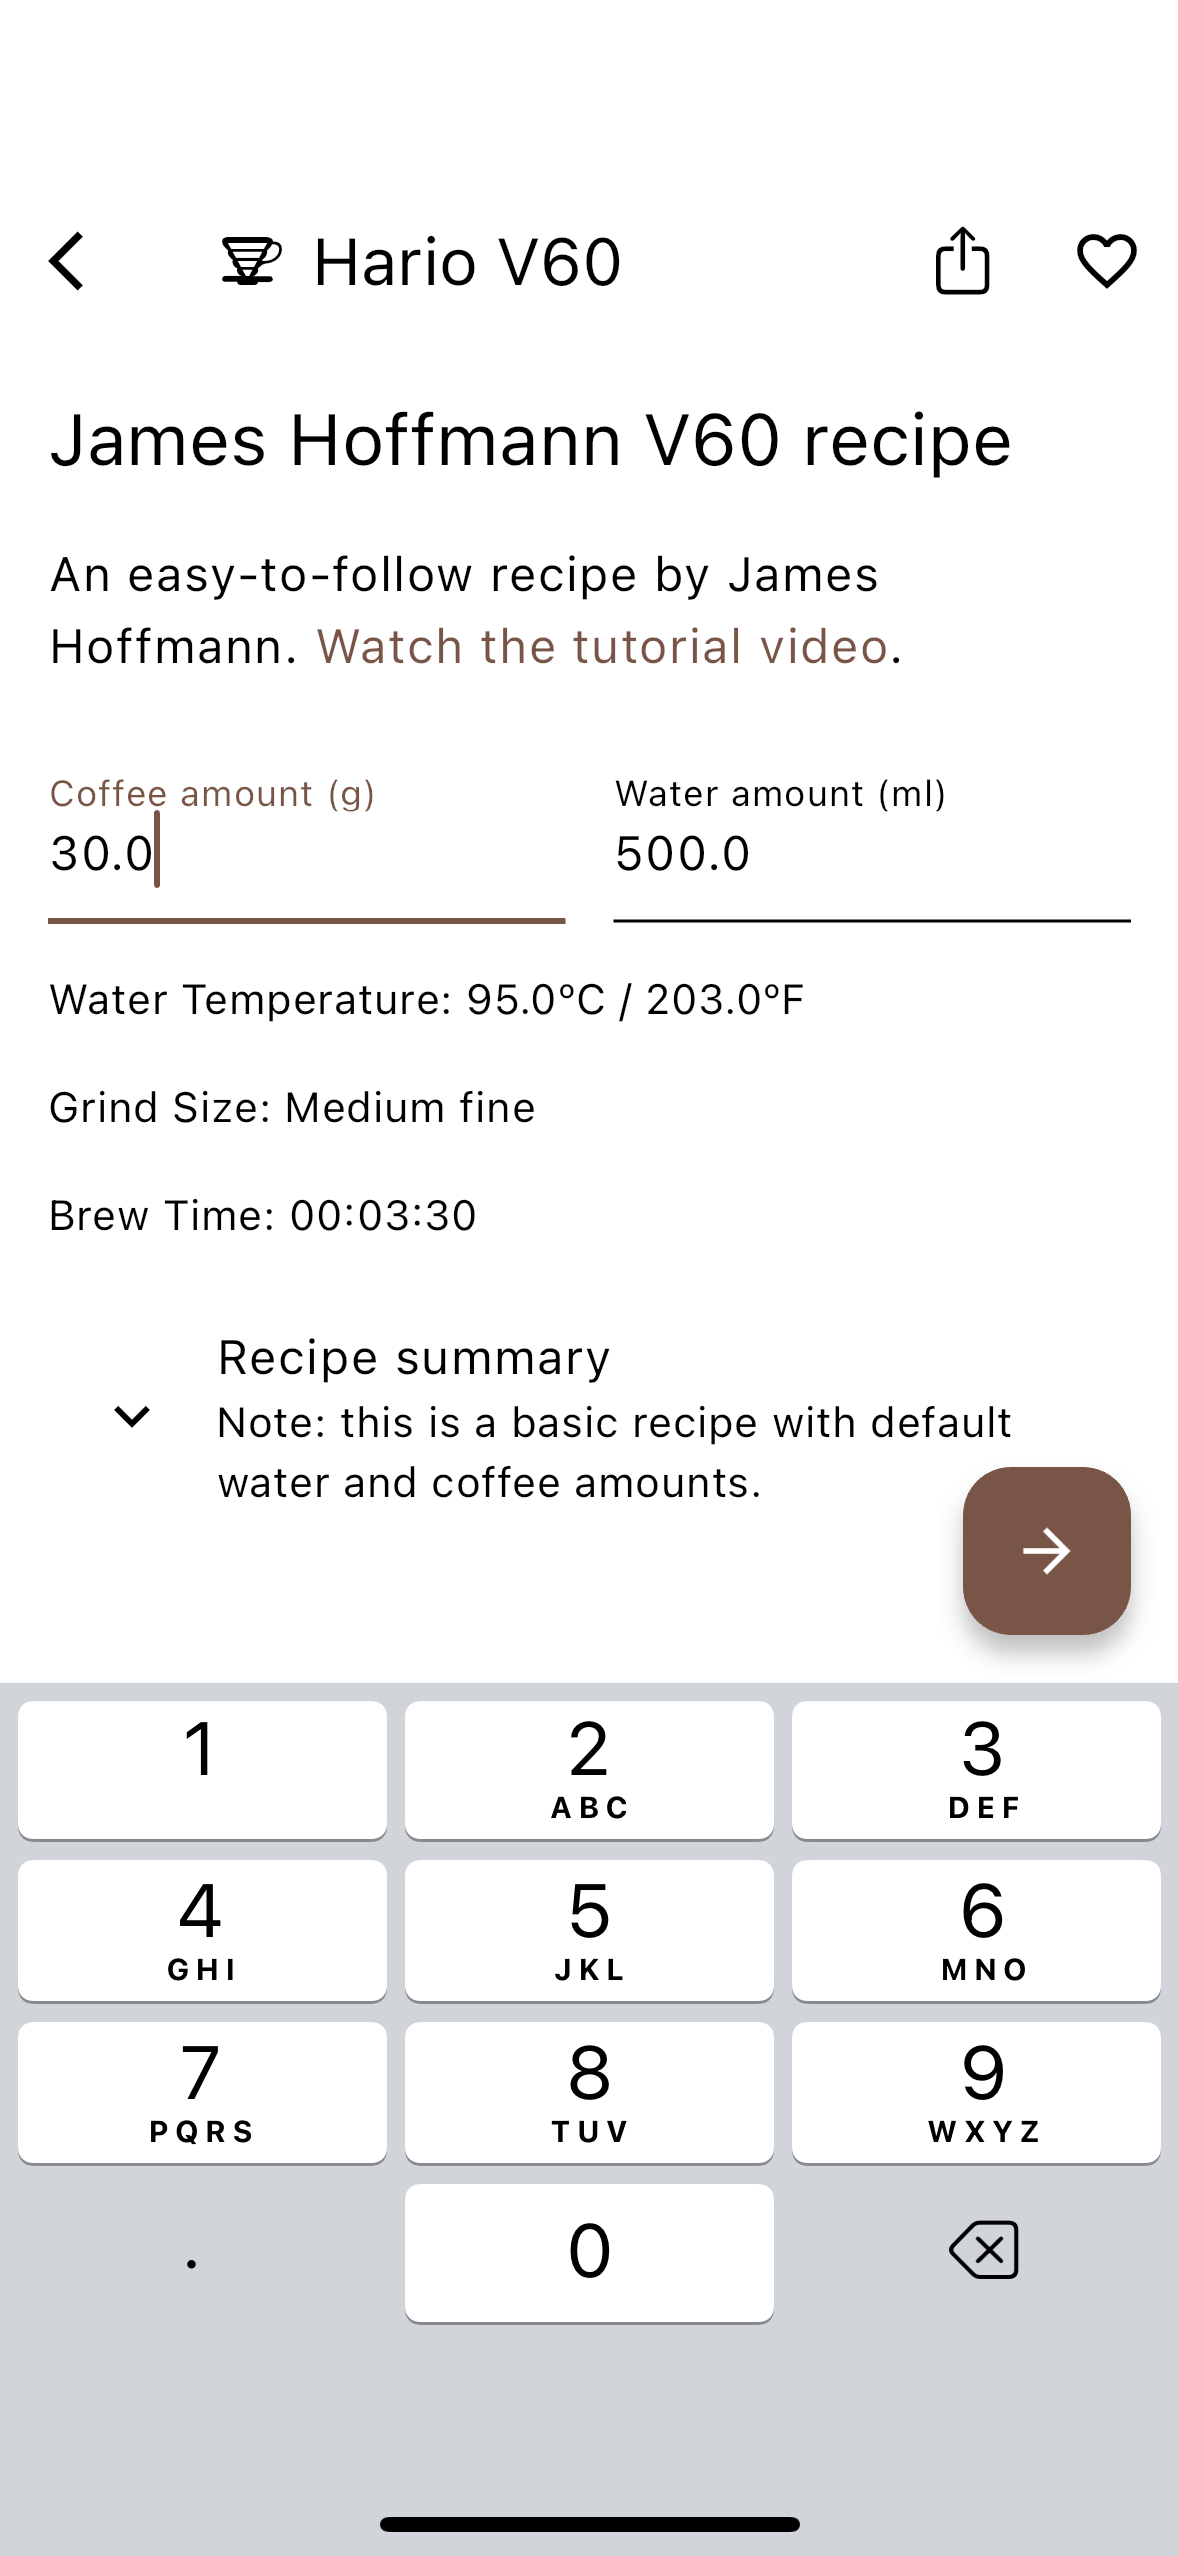 Hario V60
James Hoffmann V60 recipe
An easy-to-follow recipe by James
Hoffmann. Watch the tutorial video.
Coffee amount (g)
30.0
Water amount (ml)
500.0
Water Temperature: 95.0ºC / 203.0ºF
Grind Size: Medium fine
Brew Time: 00:03:30
Recipe summary
Note: this is a basic recipe with default
water and coffee amounts.
1
2
ABC
3
DEF
4
GHI
5
JKL
6
MNO
7
PQRS
8
TUV
9
WXYZ
.
0